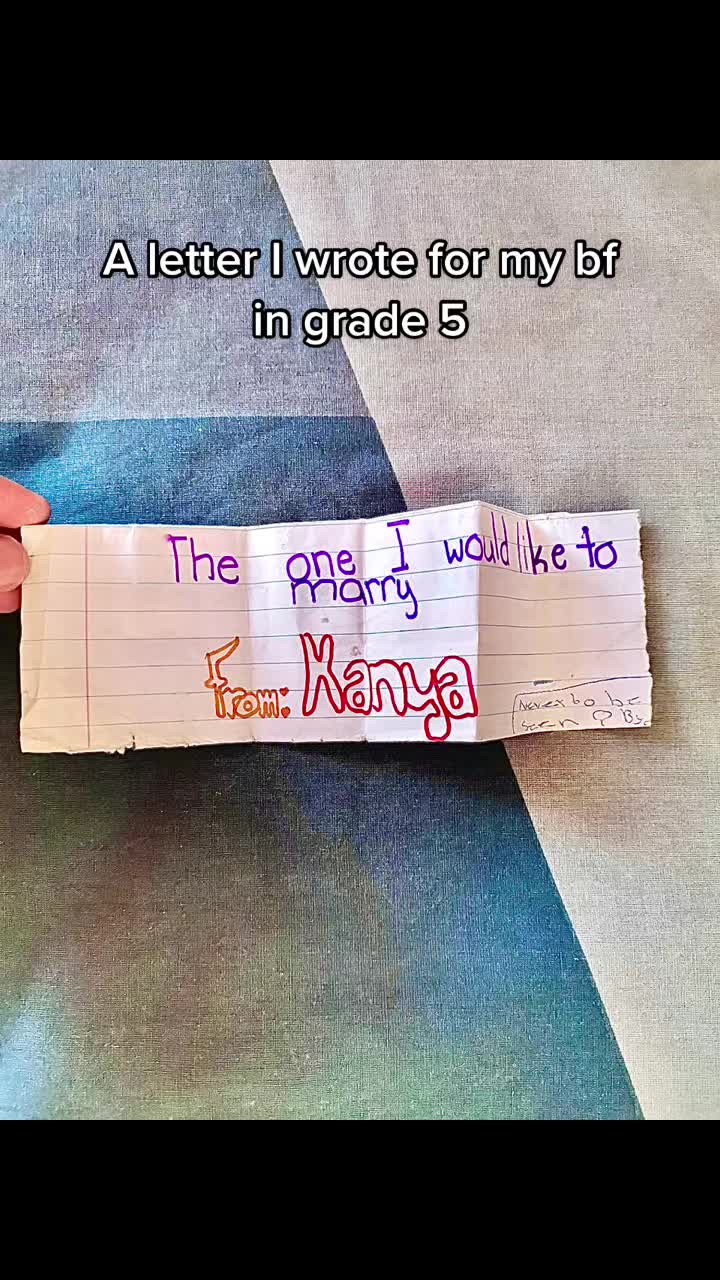 A letter I wrote for my bf
in grade 5
The one I would like to
marry
From: Kanya
Never to be
seen